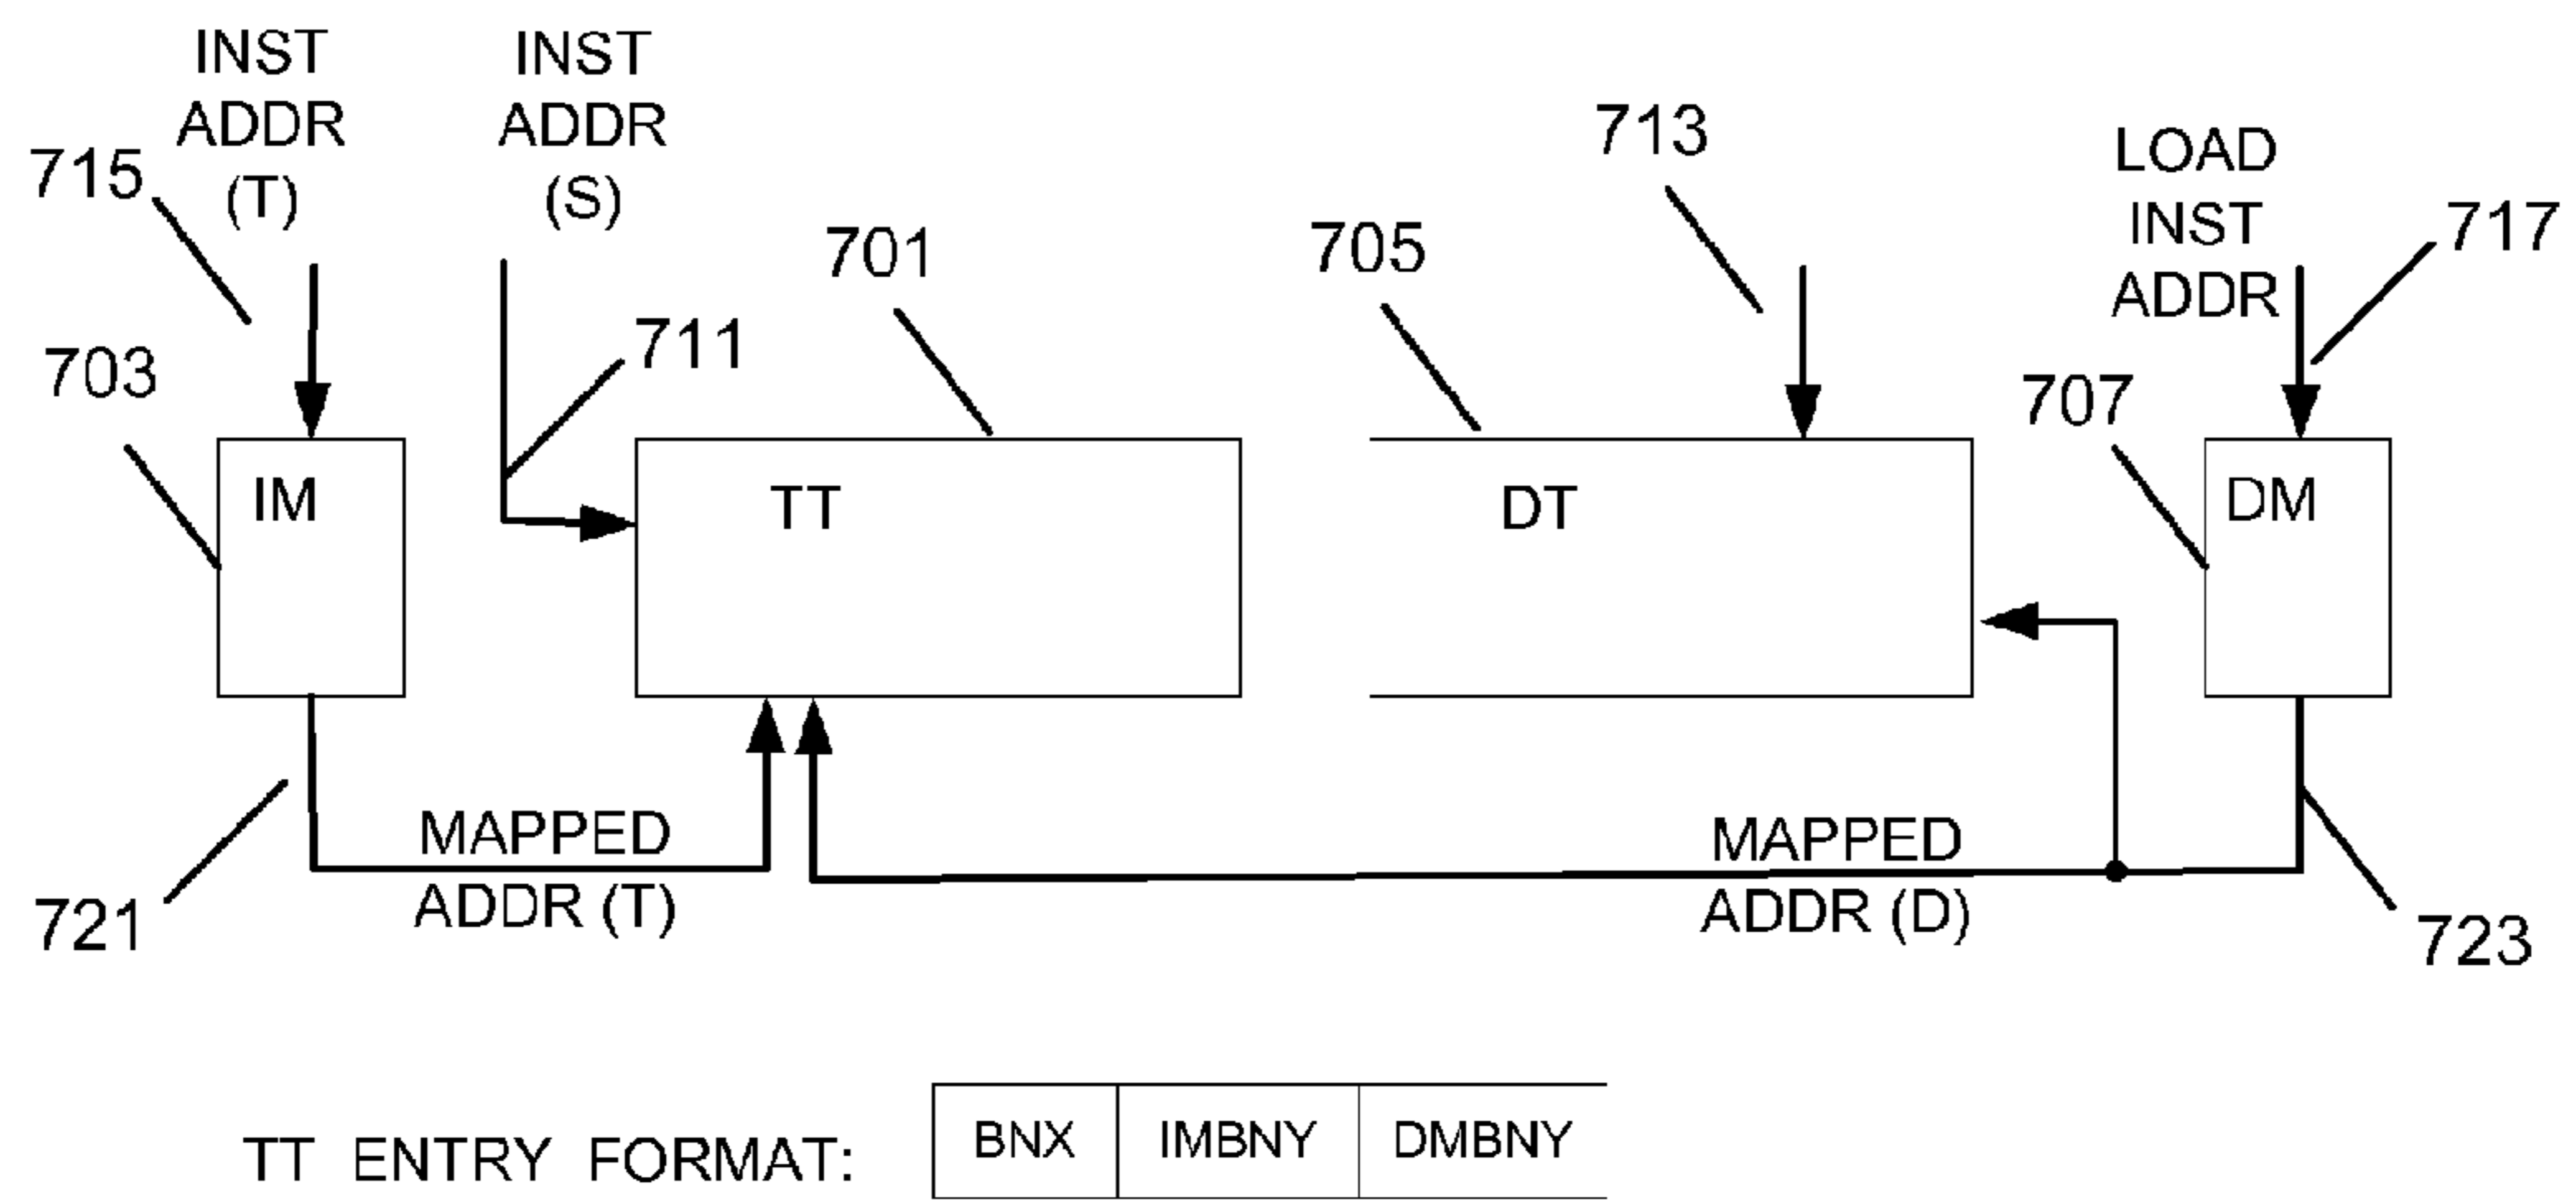 INST
ADDR
(T)
INST
ADDR
(S)
715
713
LOAD
INST
ADDR
717
701
705
711
703
707
IM
TT
DT
DM
MAPPED
ADDR (T)
MAPPED
ADDR (D)
721
723
TT ENTRY FORMAT:
BNX
IMBNY
DMBNY